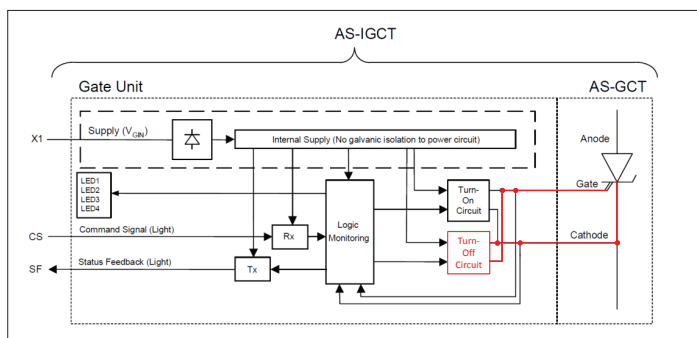 AS-IGCT
Gate Unit
AS-GCT
X1
Supply (VGIN)
Internal Supply (No galvanic isolation to power circuit)
Anode
LED1
LED2
LED3
LED4
Turn-
On
Circuit
Gate
Logic
Monitoring
CS
Command Signal (Light)
Rx
Turn-
Off
Circuit
Cathode
SF
Status Feedback (Light)
Tx